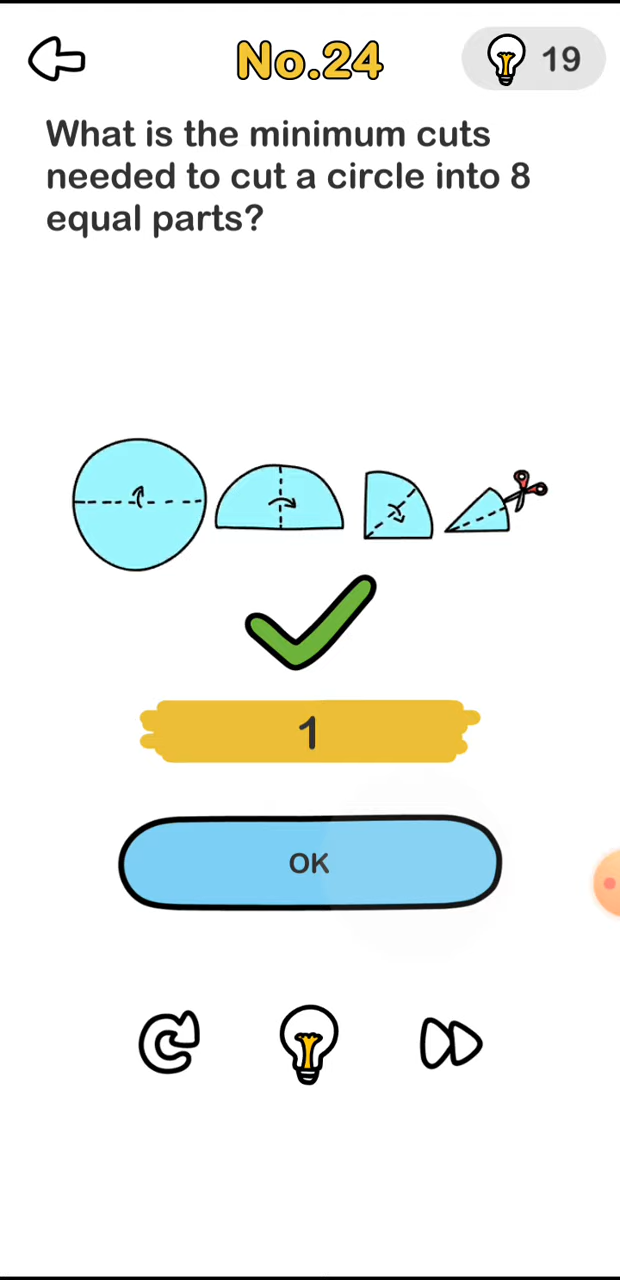 No.24
19
What is the minimum cuts
needed to cut a circle into 8
equal parts?
1
OK